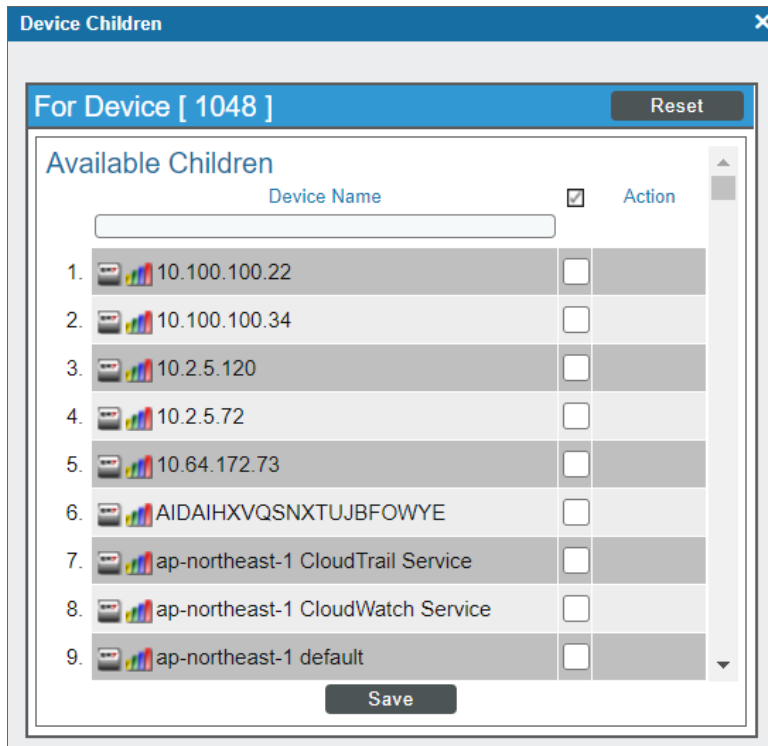 Device Children
For Device [ 1048 ] Reset
Available Children
Device Name Action
1. 10.100.100.22
2. 10.100.100.34
3. 10.2.5.120
4. 10.2.5.72
5. 10.64.172.73
6. AIDAIHXVQSNXTUJBFOWYE
7. ap-northeast-1 CloudTrail Service
8. ap-northeast-1 CloudWatch Service
9. ap-northeast-1 default
Save